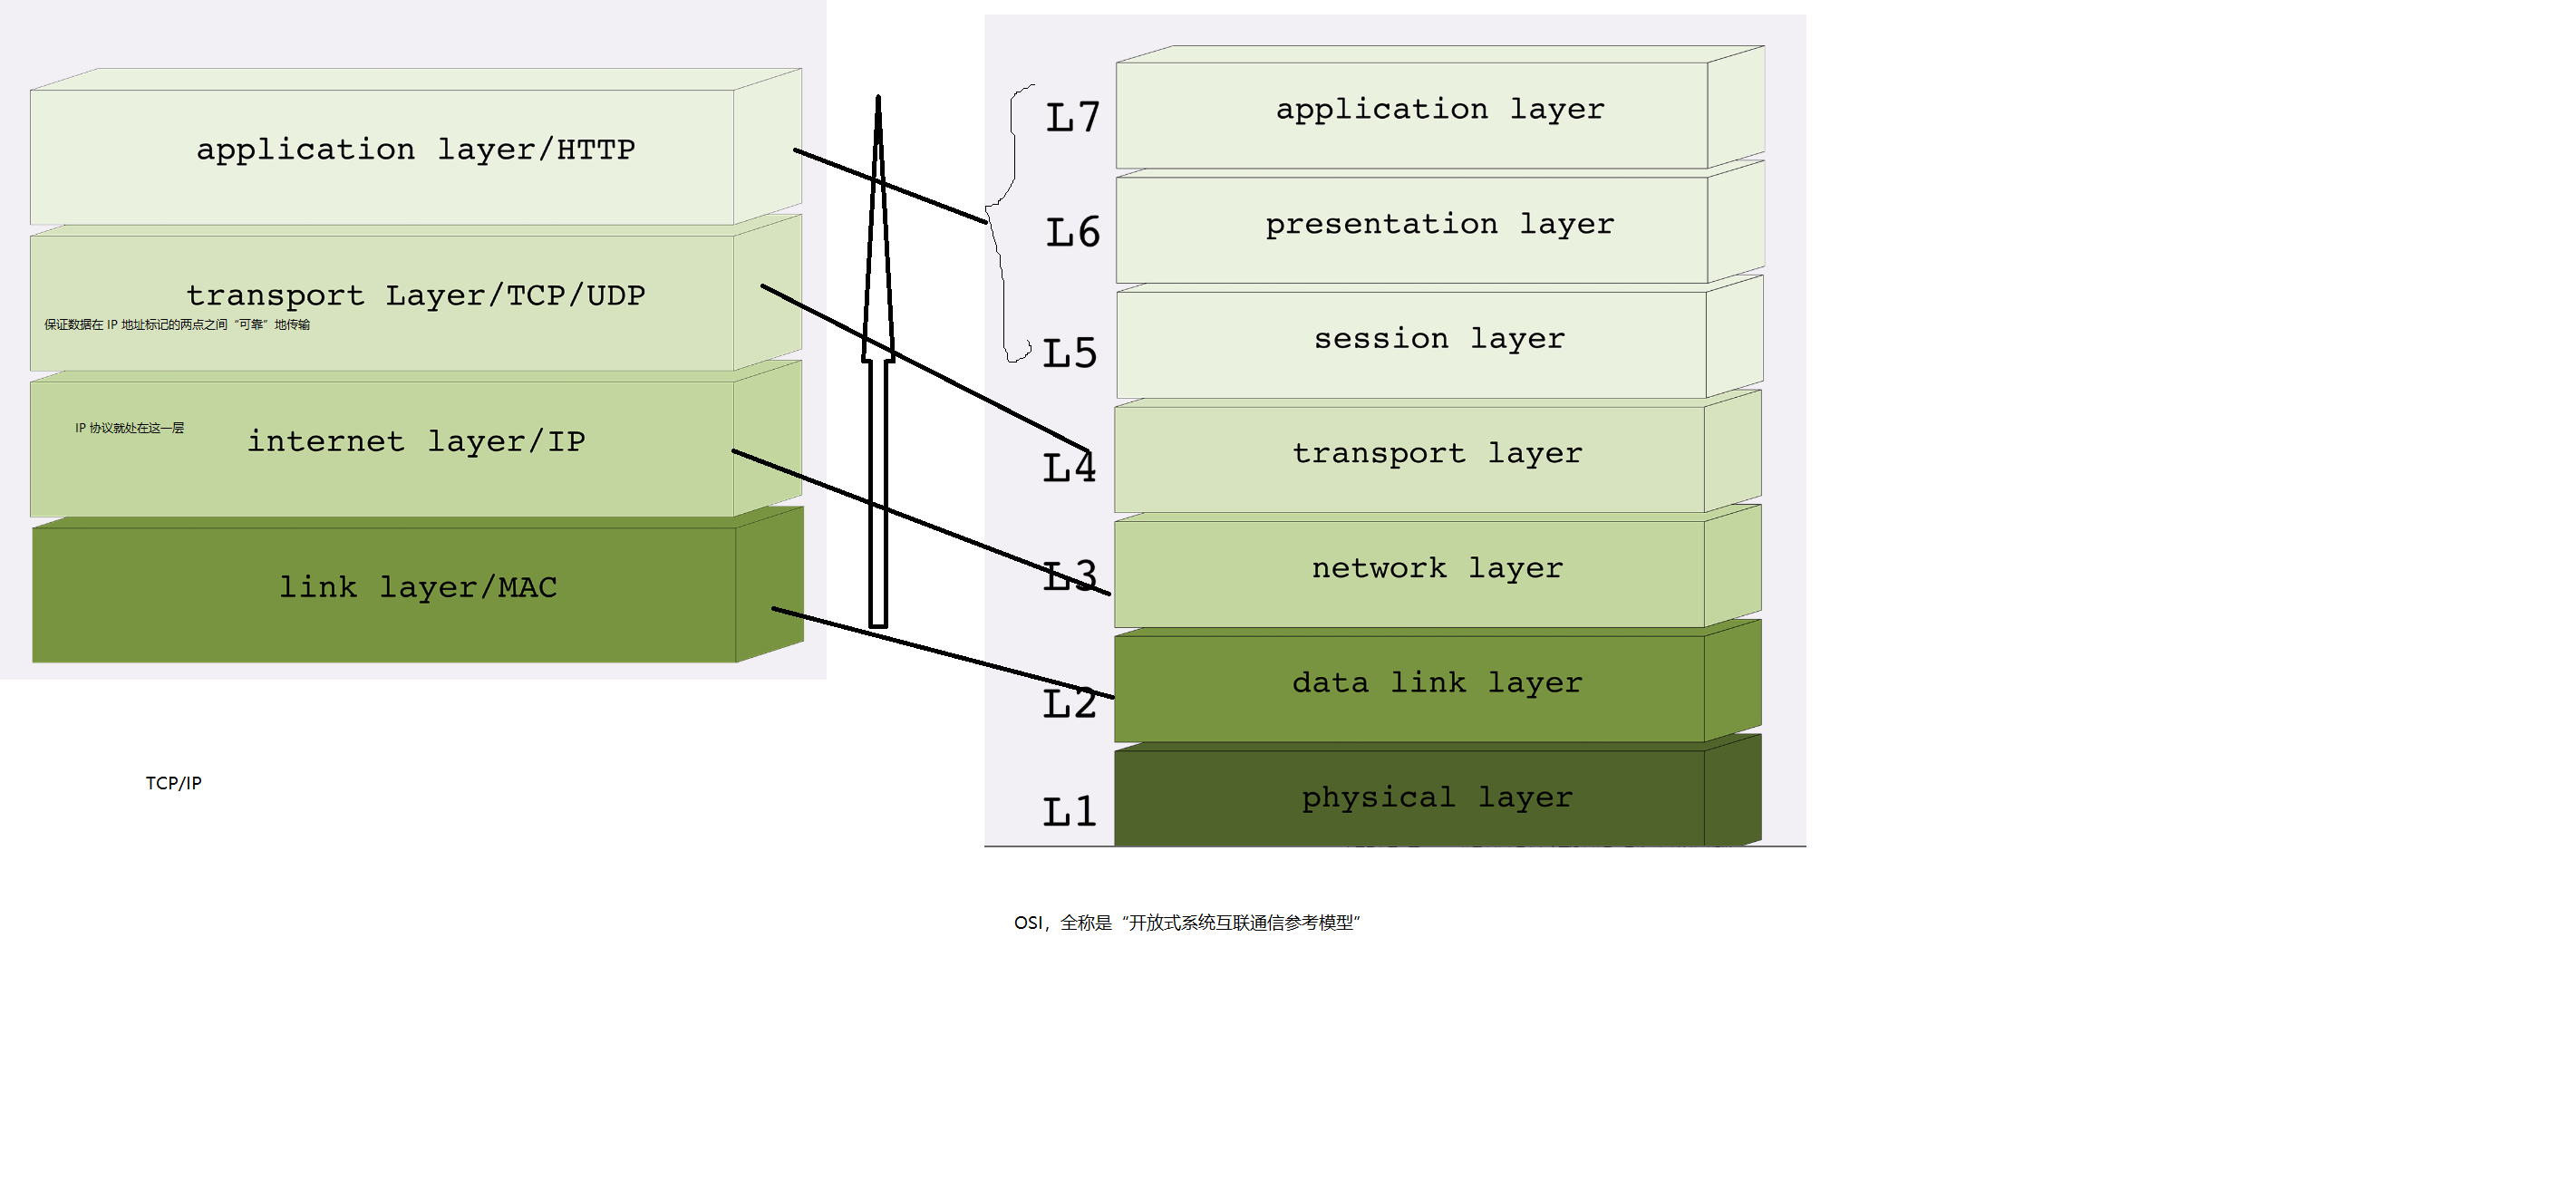 application layer/HTTP
transport Layer/TCP/UDP
保证数据在 IP 地址标记的两点之间“可靠”地传输
IP 协议就处在这一层
internet layer/IP
link layer/MAC
TCP/IP
L7 application layer
L6 presentation layer
L5 session layer
L4 transport layer
L3 network layer
L2 data link layer
L1 physical layer
OSI，全称是“开放式系统互联通信参考模型”